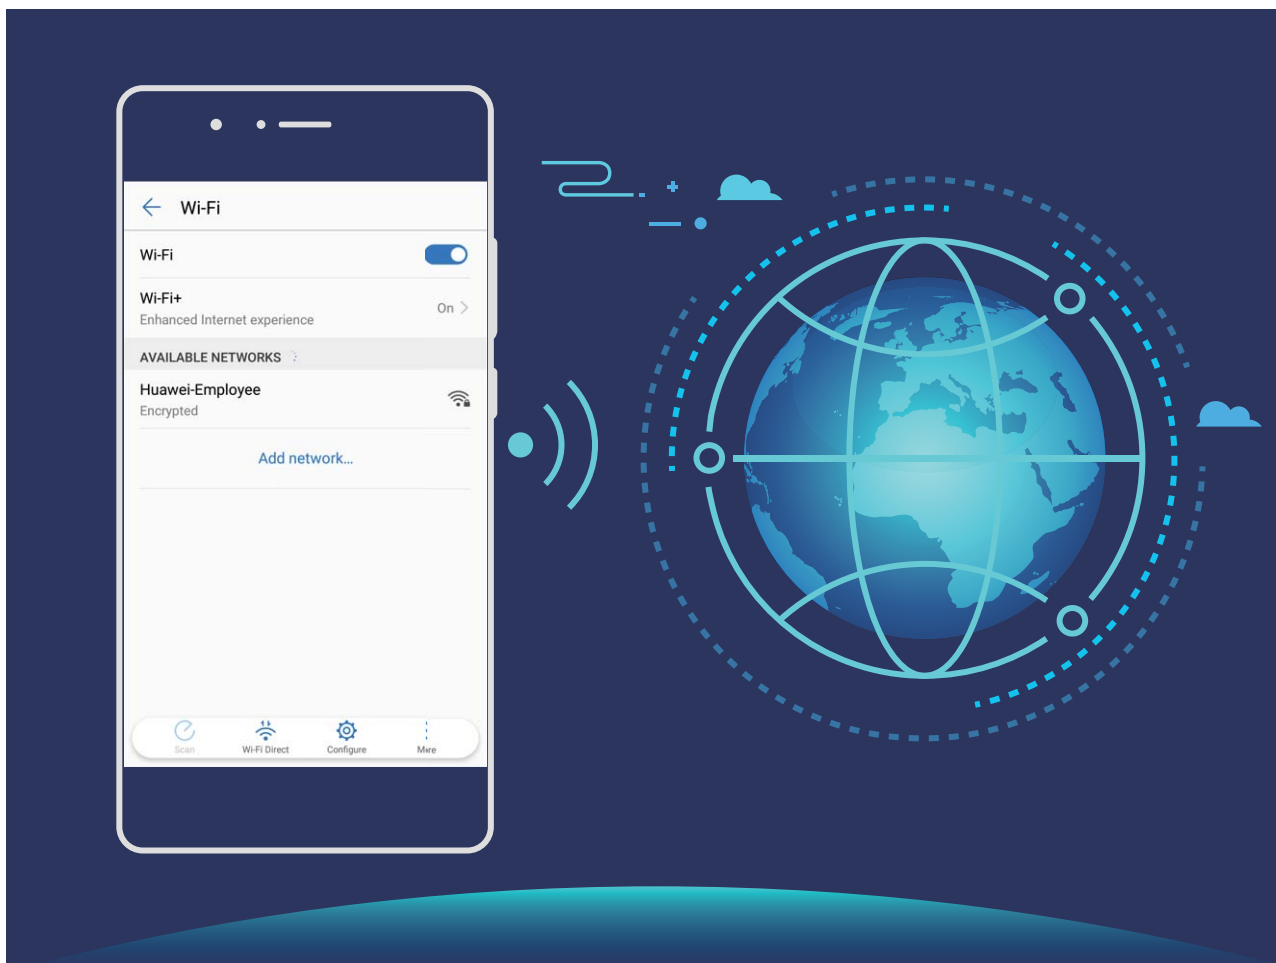 Wi-Fi
Wi-Fi
Wi-Fi+
Enhanced Internet experience
On
AVAILABLE NETWORKS
Huawei-Employee
Encrypted
Add network...
Scan
Wi-Fi Direct
Configure
More